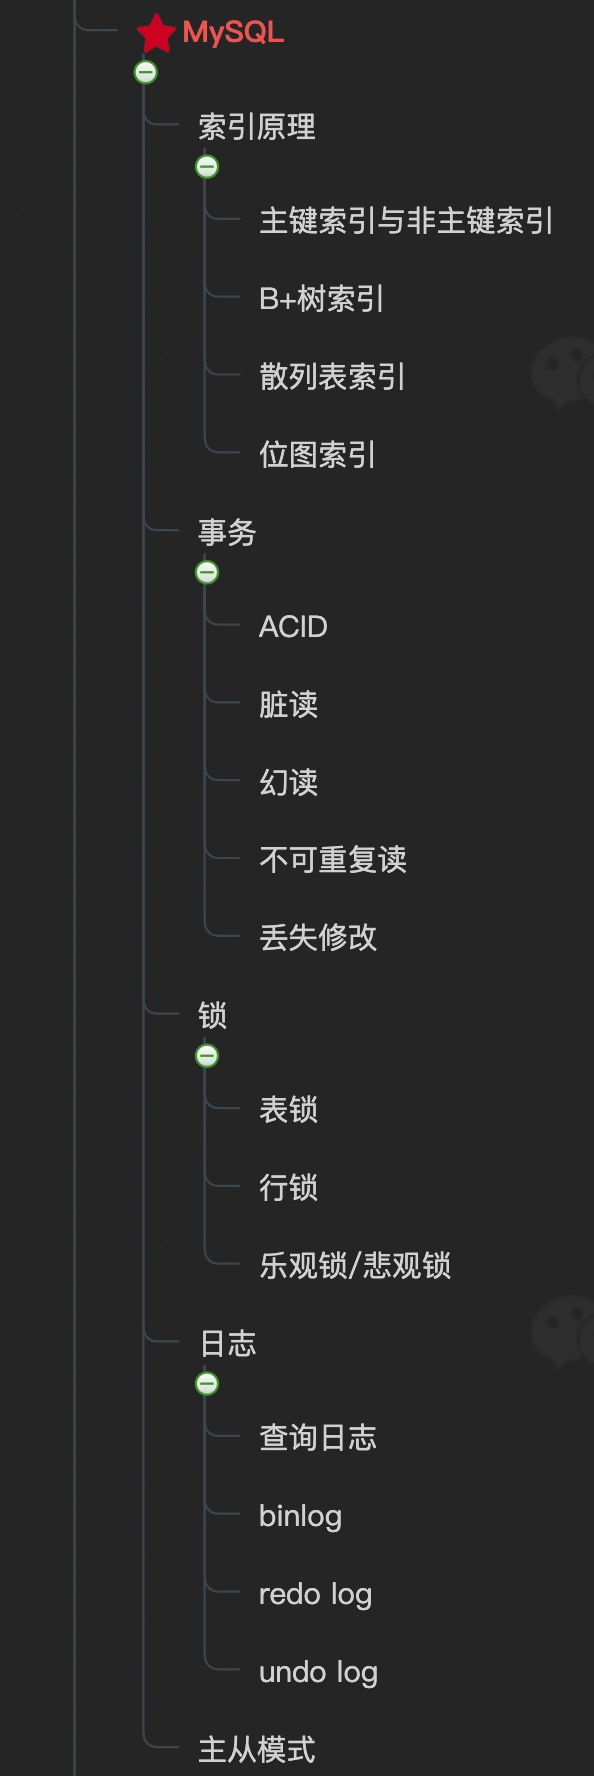 MySQL
索引原理
主键索引与非主键索引
B+树索引
散列表索引
位图索引
事务
ACID
脏读
幻读
不可重复读
丢失修改
锁
表锁
行锁
乐观锁/悲观锁
日志
查询日志
binlog
redo log
undo log
主从模式